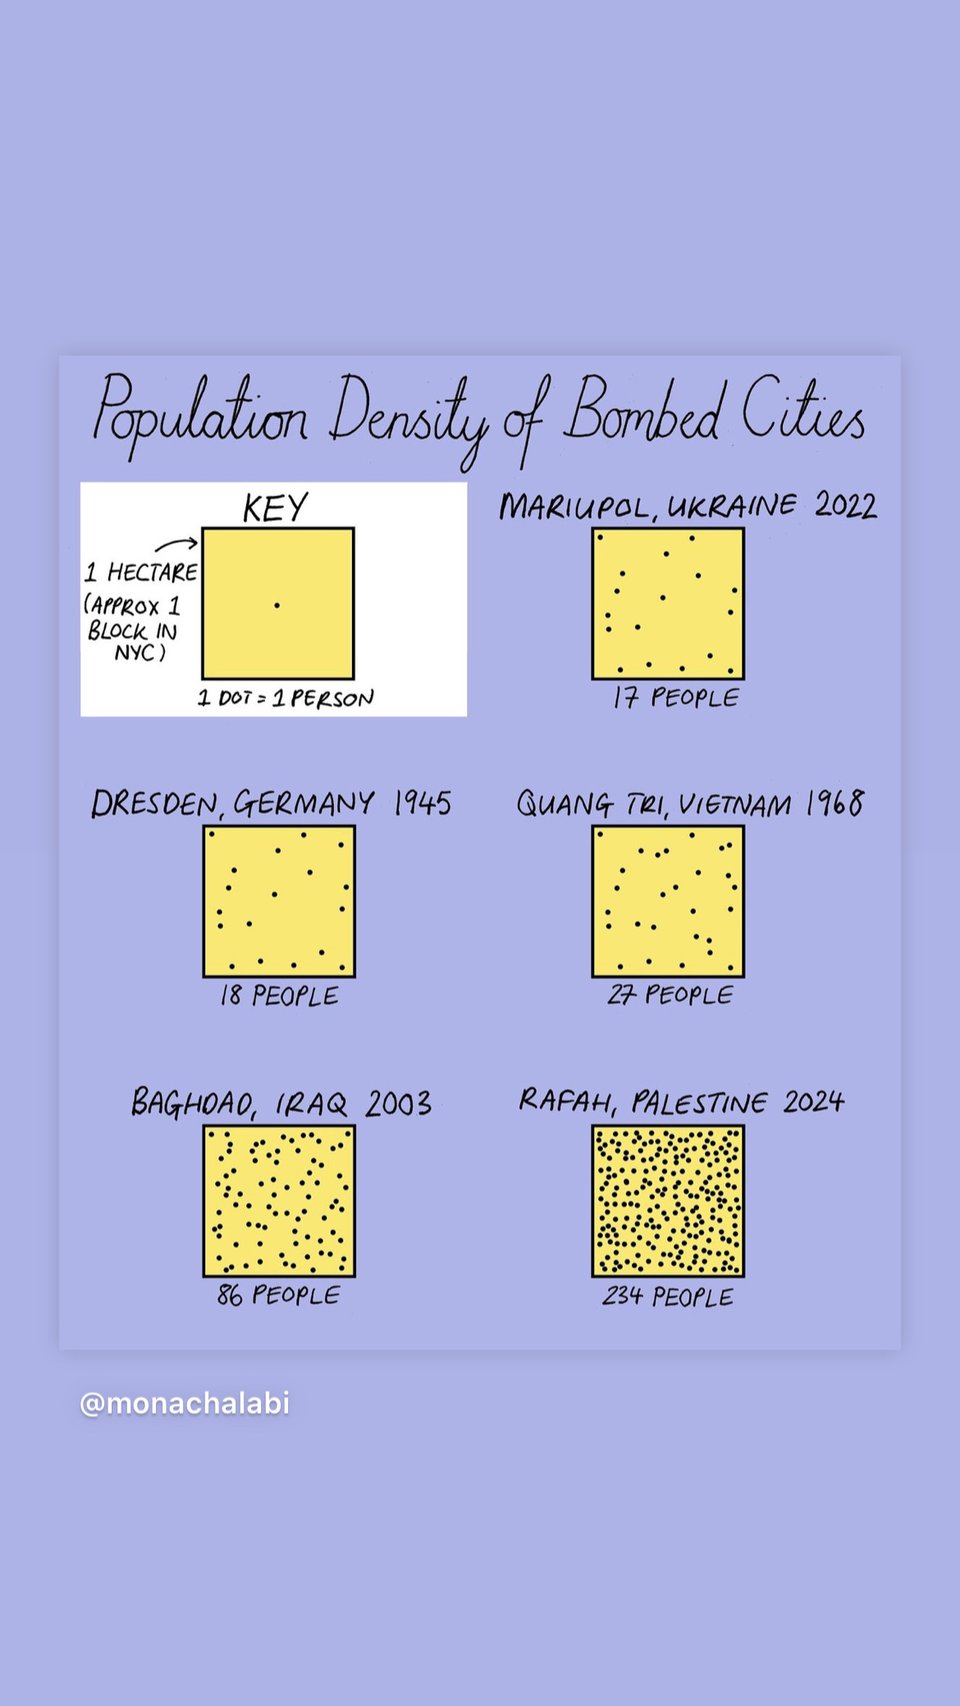 Population Density of Bombed Cities
KEY
1 HECTARE
(APPROX 1
BLOCK IN
NYC)
1 DOT = 1 PERSON
MARIUPOL, UKRAINE 2022
17 PEOPLE
DRESDEN, GERMANY 1945
18 PEOPLE
QUANG TRI, VIETNAM 1968
27 PEOPLE
BAGHDAD, IRAQ 2003
86 PEOPLE
RAFAH, PALESTINE 2024
234 PEOPLE
@monachalabi